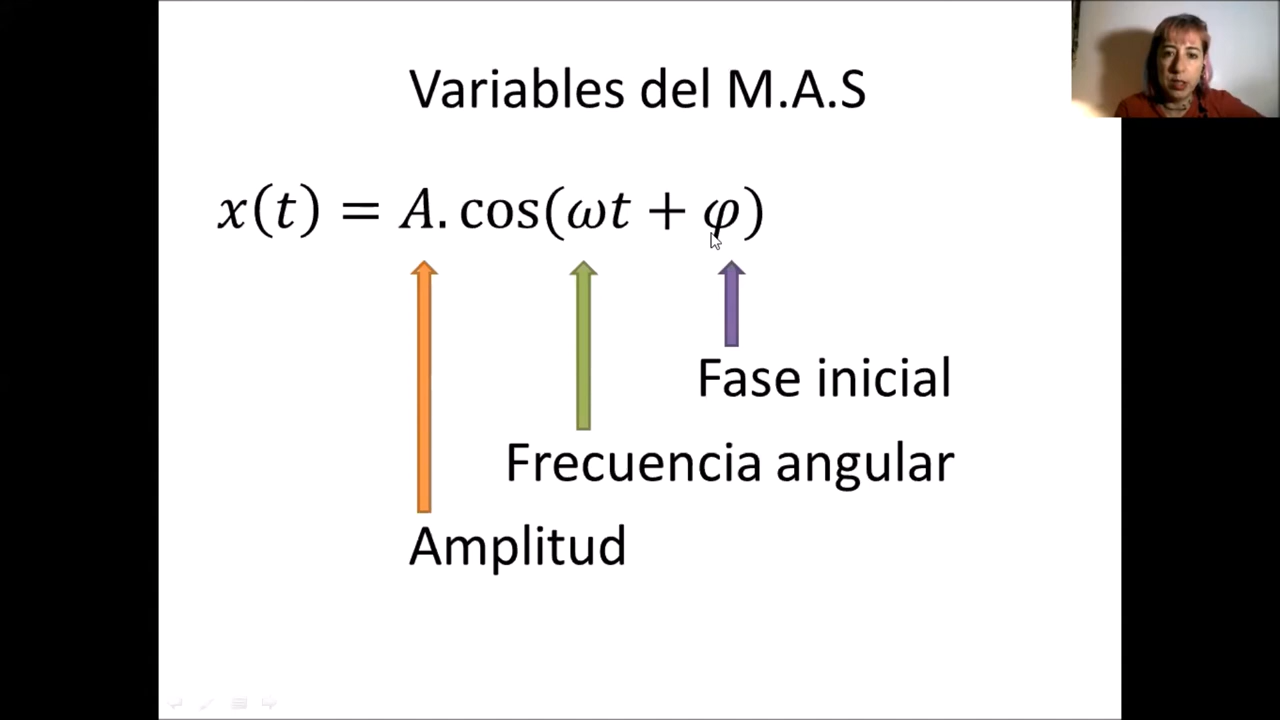 Variables del M.A.S
x(t) = A. cos(ωt + φ)
Fase inicial
Frecuencia angular
Amplitud